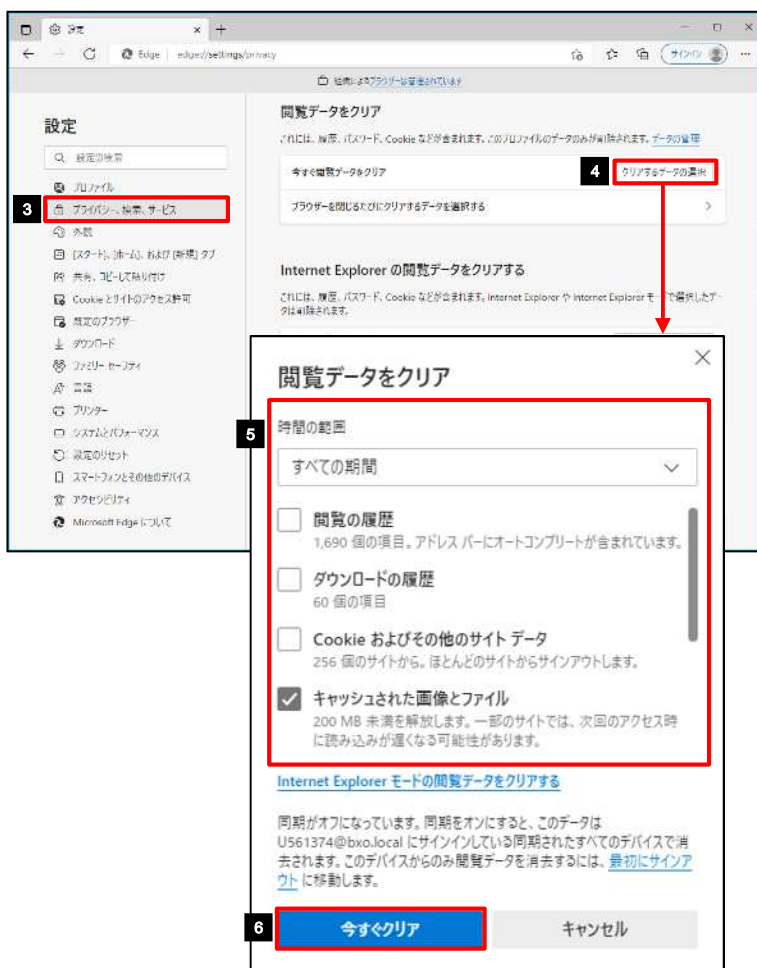 設定
Edge
edge://settings/privacy
サインイン
組織によるブラウザーは管理されています
設定
設定の検索
プロファイル
3
プライバシー、検索、サービス
外観
[スタート]、[ホーム]、および [新規] タブ
共有、コピーして貼り付け
Cookie とサイトのアクセス許可
既定のブラウザー
ダウンロード
ファミリー セーフティ
言語
プリンター
システムとパフォーマンス
設定のリセット
スマートフォンとその他のデバイス
アクセシビリティ
Microsoft Edge について
閲覧データをクリア
これには、履歴、パスワード、Cookie などが含まれます。このプロファイルのデータのみが削除されます。データの管理
今すぐ閲覧データをクリア
4
クリアするデータの選択
ブラウザーを閉じるたびにクリアするデータを選択する
Internet Explorer の閲覧データをクリアする
これには、履歴、パスワード、Cookie などが含まれます。Internet Explorer や Internet Explorer モードで選択したデー
タは削除されます。
閲覧データをクリア
5
時間の範囲
すべての期間
閲覧の履歴
1,690 個の項目。アドレス バーにオートコンプリートが含まれています。
ダウンロードの履歴
60 個の項目
Cookie およびその他のサイト データ
256 個のサイトから。ほとんどのサイトからサインアウトします。
キャッシュされた画像とファイル
200 MB 未満を解放します。一部のサイトでは、次回のアクセス時
に読み込みが遅くなる可能性があります。
Internet Explorer モードの閲覧データをクリアする
同期がオフになっています。同期をオンにすると、このデータは
U561374@bxo.local にサインインしている同期されたすべてのデバイスで消
去されます。このデバイスからのみ閲覧データを消去するには、最初にサインア
ウト に移動します。
6
今すぐクリア
キャンセル